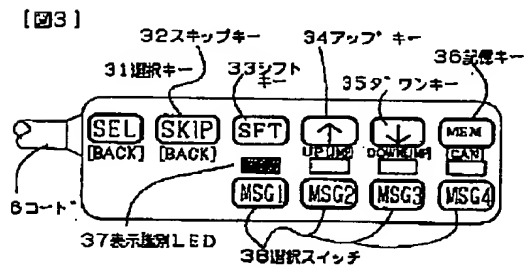 [図3]
32スキップキー
34アップキー
36記憶キー
31選択キー
33シフトキー
35ダウンキー
SEL SKIP SFT ↑ ↓ MEM
[BACK] [BACK] UP[JMP] DOWN[JMP] [CAN]
MSG1 MSG2 MSG3 MSG4
6コード
37表示識別LED
38選択スイッチ